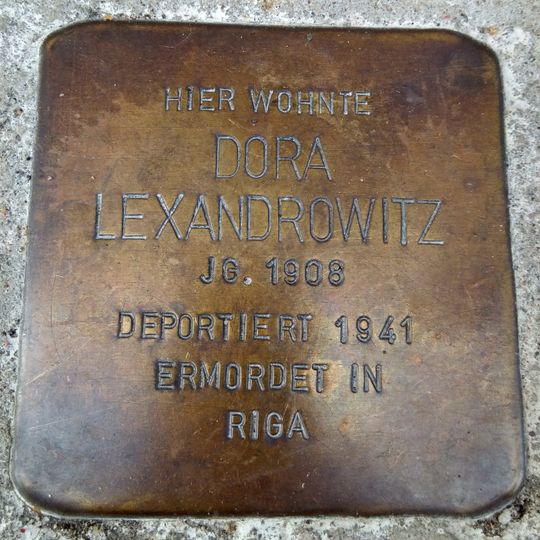 HIER WOHNTE
DORA
LEXANDROWITZ
JG. 1908
DEPORTIERT 1941
ERMORDET IN
RIGA